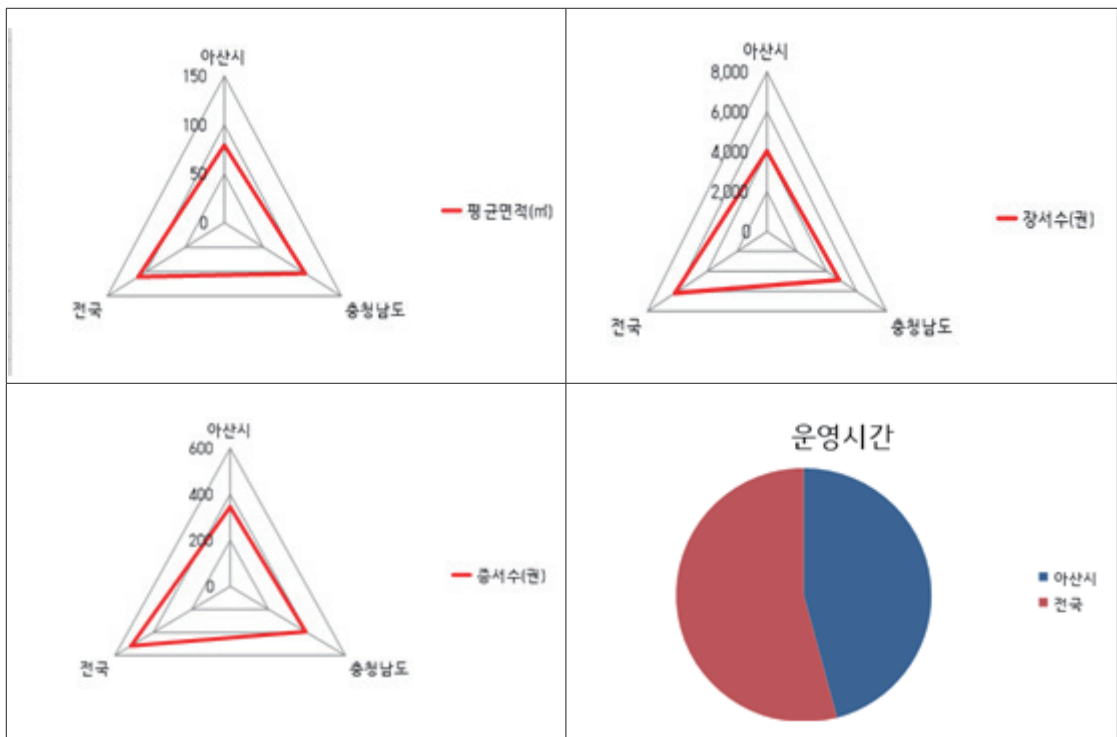 아산시
150
100
50
0
평균면적(㎡)
전국
충청남도
아산시
8,000
6,000
4,000
2,000
0
장서수(권)
전국
충청남도
아산시
600
400
200
0
증서수(권)
전국
충청남도
운영시간
아산시
전국